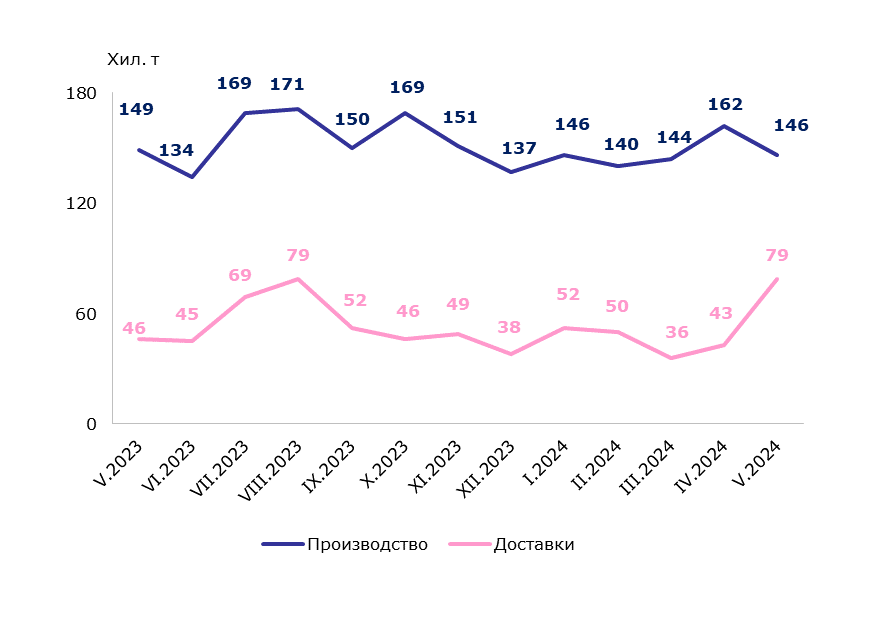 Хил. т
180
120
60
0
149
134
169
171
150
169
151
137
146
140
144
162
146
46
45
69
79
52
46
49
38
52
50
36
43
79
V.2023
VI.2023
VII.2023
VIII.2023
IX.2023
X.2023
XI.2023
XII.2023
I.2024
II.2024
III.2024
IV.2024
V.2024
Производство
Доставки